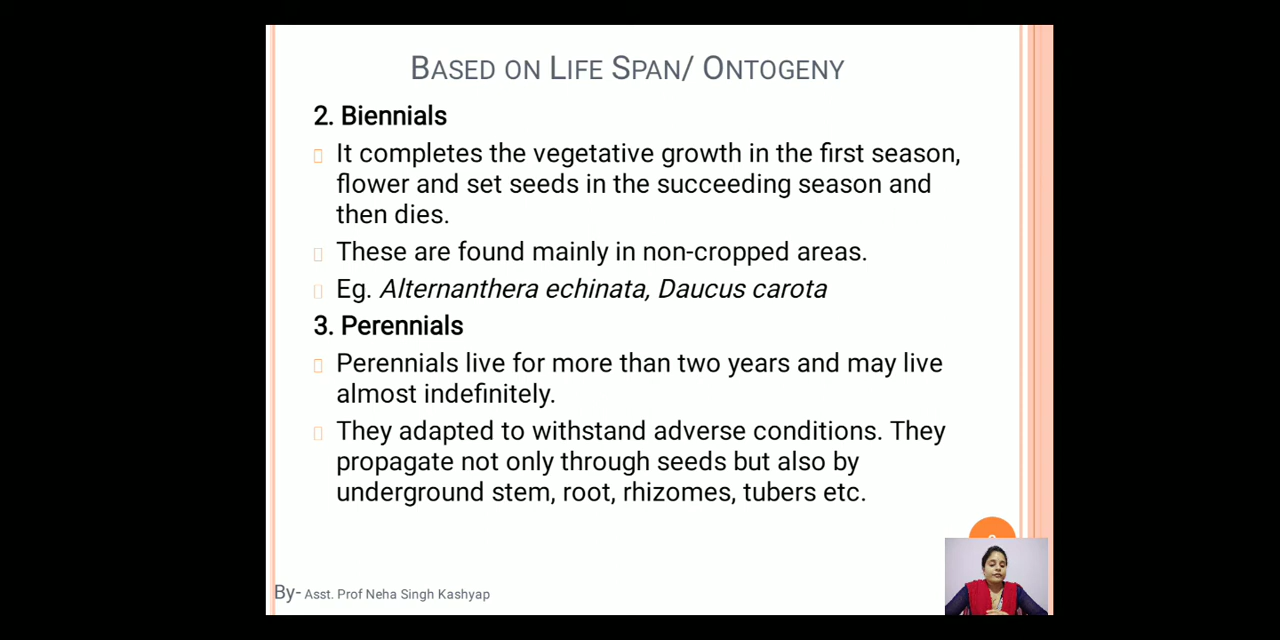 BASED ON LIFE SPAN/ ONTOGENY
2. Biennials
It completes the vegetative growth in the first season,
flower and set seeds in the succeeding season and
then dies.
These are found mainly in non-cropped areas.
Eg. Alternanthera echinata, Daucus carota
3. Perennials
Perennials live for more than two years and may live
almost indefinitely.
They adapted to withstand adverse conditions. They
propagate not only through seeds but also by
underground stem, root, rhizomes, tubers etc.
By- Asst. Prof Neha Singh Kashyap